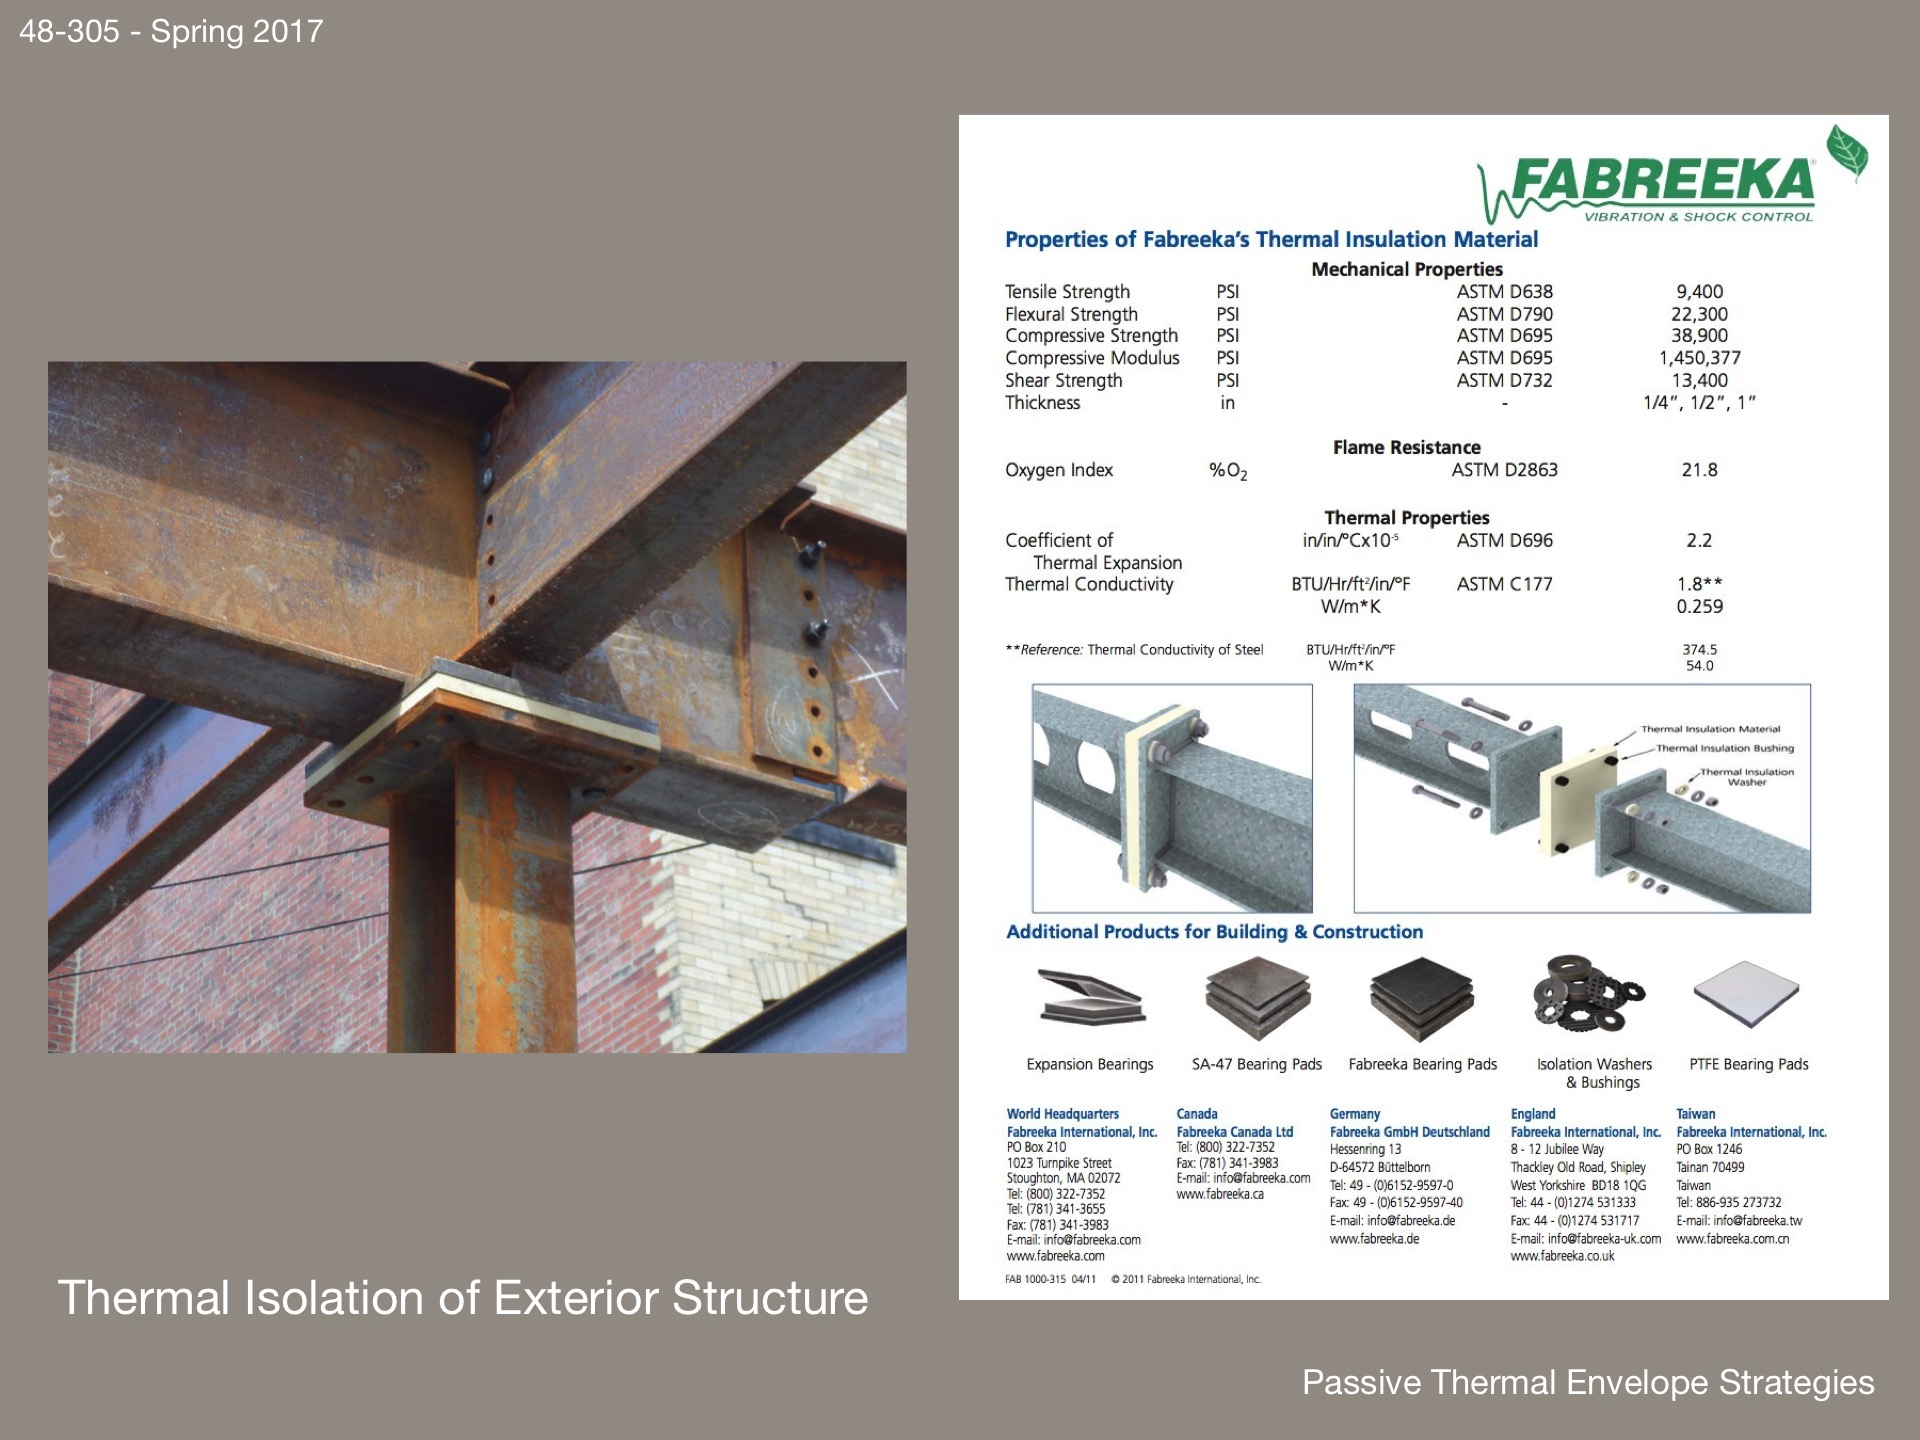 48-305 - Spring 2017
FABREEKA
VIBRATION & SHOCK CONTROL
Properties of Fabreeka's Thermal Insulation Material
Mechanical Properties
Tensile Strength PSI ASTM D638 9,400
Flexural Strength PSI ASTM D790 22,300
Compressive Strength PSI ASTM D695 38,900
Compressive Modulus PSI ASTM D695 1,450,377
Shear Strength PSI ASTM D732 13,400
Thickness in - 1/4", 1/2", 1"
Flame Resistance
Oxygen Index %O₂ ASTM D2863 21.8
Thermal Properties
Coefficient of in/in/°Cx10⁻⁵ ASTM D696 2.2
Thermal Expansion
Thermal Conductivity BTU/Hr/ft²/in/°F ASTM C177 1.8**
W/m*K 0.259
**Reference: Thermal Conductivity of Steel BTU/Hr/ft²/in/°F 374.5
W/m*K 54.0
Thermal Insulation Material
Thermal Insulation Bushing
Thermal Insulation
Washer
Additional Products for Building & Construction
Expansion Bearings
SA-47 Bearing Pads
Fabreeka Bearing Pads
Isolation Washers
& Bushings
PTFE Bearing Pads
World Headquarters
Fabreeka International, Inc.
PO Box 210
1023 Turnpike Street
Stoughton, MA 02072
Tel: (800) 322-7352
Tel: (781) 341-3655
Fax: (781) 341-3983
E-mail: info@fabreeka.com
www.fabreeka.com
Canada
Fabreeka Canada Ltd
Tel: (800) 322-7352
Fax: (781) 341-3983
E-mail: info@fabreeka.com
www.fabreeka.ca
Germany
Fabreeka GmbH Deutschland
Hessenring 13
D-64572 Büttelborn
Tel: 49 - (0)6152-9597-0
Fax: 49 - (0)6152-9597-40
E-mail: info@fabreeka.de
www.fabreeka.de
England
Fabreeka International, Inc.
8 - 12 Jubilee Way
Thackley Old Road, Shipley
West Yorkshire BD18 1QG
Tel: 44 - (0)1274 531333
Fax: 44 - (0)1274 531717
E-mail: info@fabreeka-uk.com
www.fabreeka.co.uk
Taiwan
Fabreeka International, Inc.
PO Box 1246
Tainan 70499
Taiwan
Tel: 886-935 273732
E-mail: info@fabreeka.tw
www.fabreeka.com.cn
FAB 1000-315 04/11 © 2011 Fabreeka International, Inc.
Thermal Isolation of Exterior Structure
Passive Thermal Envelope Strategies